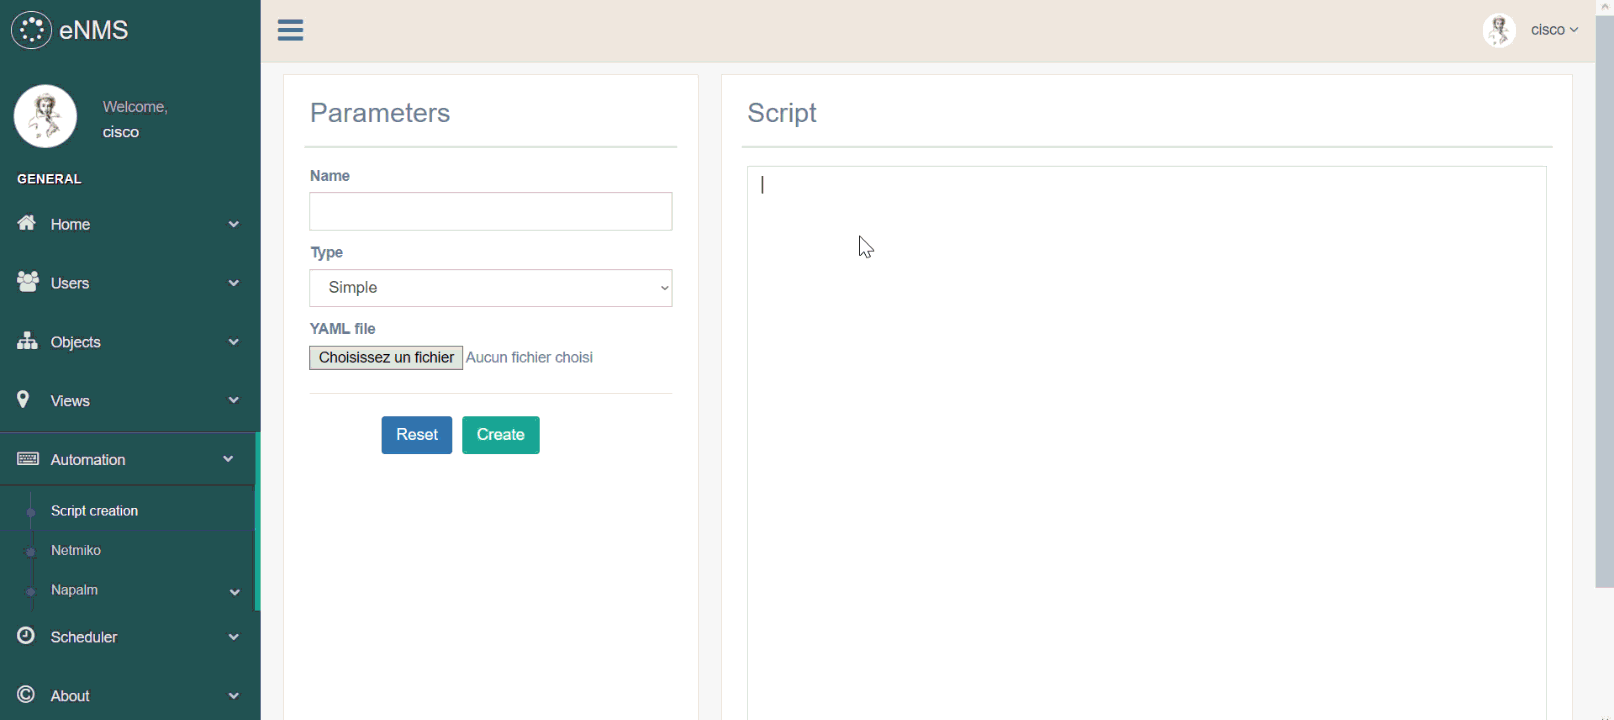 eNMS
cisco
Welcome,
cisco
GENERAL
Home
Users
Objects
Views
Automation
Script creation
Netmiko
Napalm
Scheduler
About
Parameters
Name
Type
Simple
YAML file
Choisissez un fichier Aucun fichier choisi
Reset Create
Script